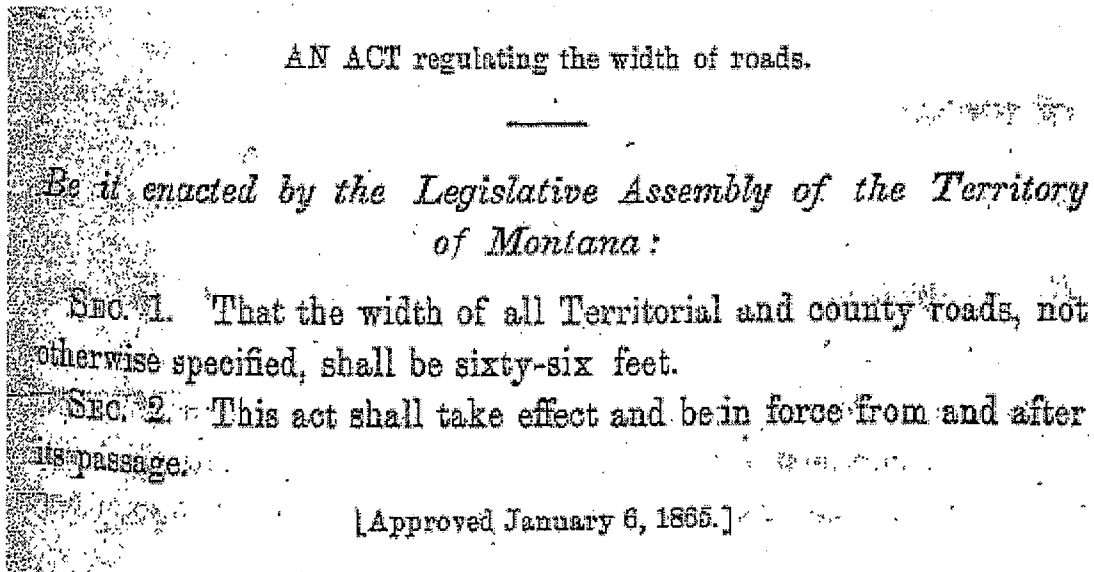 AN ACT regulating the width of roads.
Be it enacted by the Legislative Assembly of the Territory
of Montana:
SEC. 1. That the width of all Territorial and county roads, not
otherwise specified, shall be sixty-six feet.
SEC. 2. This act shall take effect and be in force from and after
its passage.
[Approved January 6, 1865.]